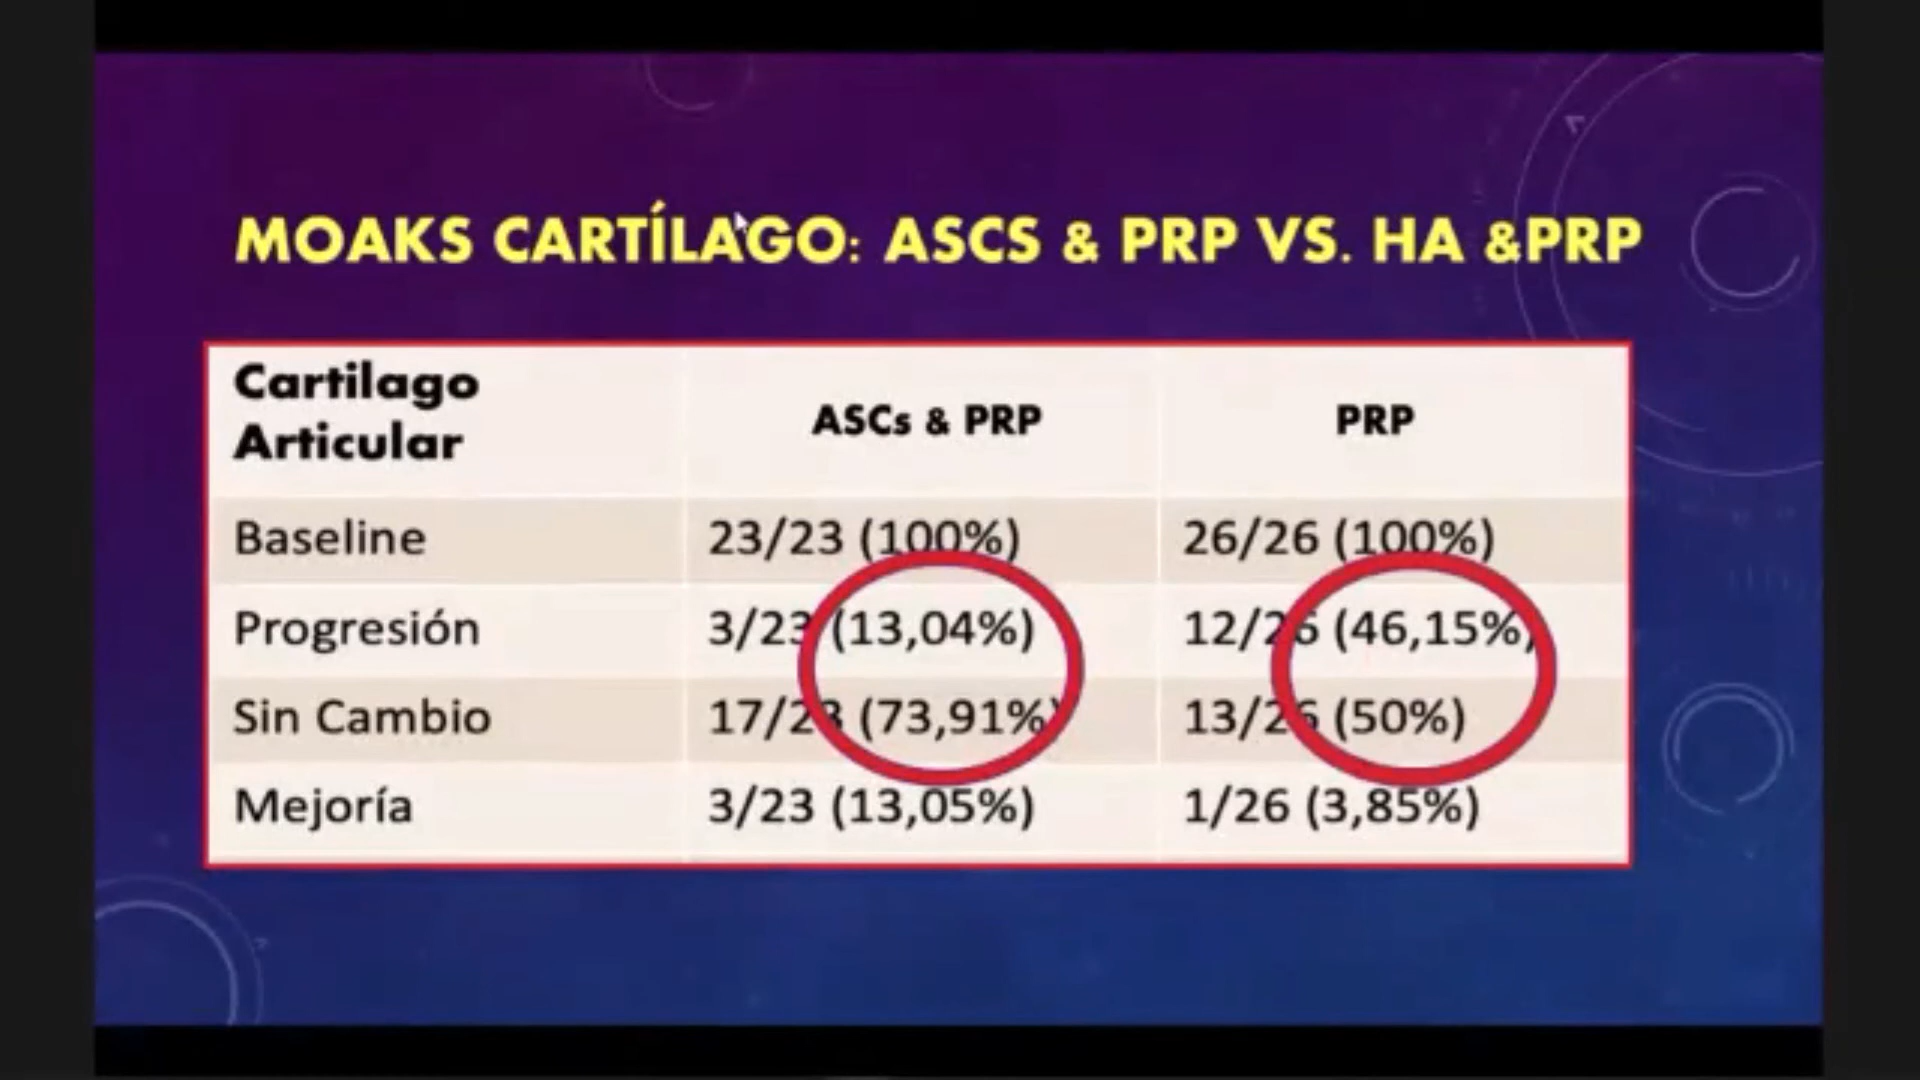 MOAKS CARTÍLAGO: ASCS & PRP VS. HA &PRP
Cartilago
Articular
ASCs & PRP
PRP
Baseline
23/23 (100%)
26/26 (100%)
Progresión
3/23 (13,04%)
12/26 (46,15%)
Sin Cambio
17/23 (73,91%)
13/26 (50%)
Mejoría
3/23 (13,05%)
1/26 (3,85%)